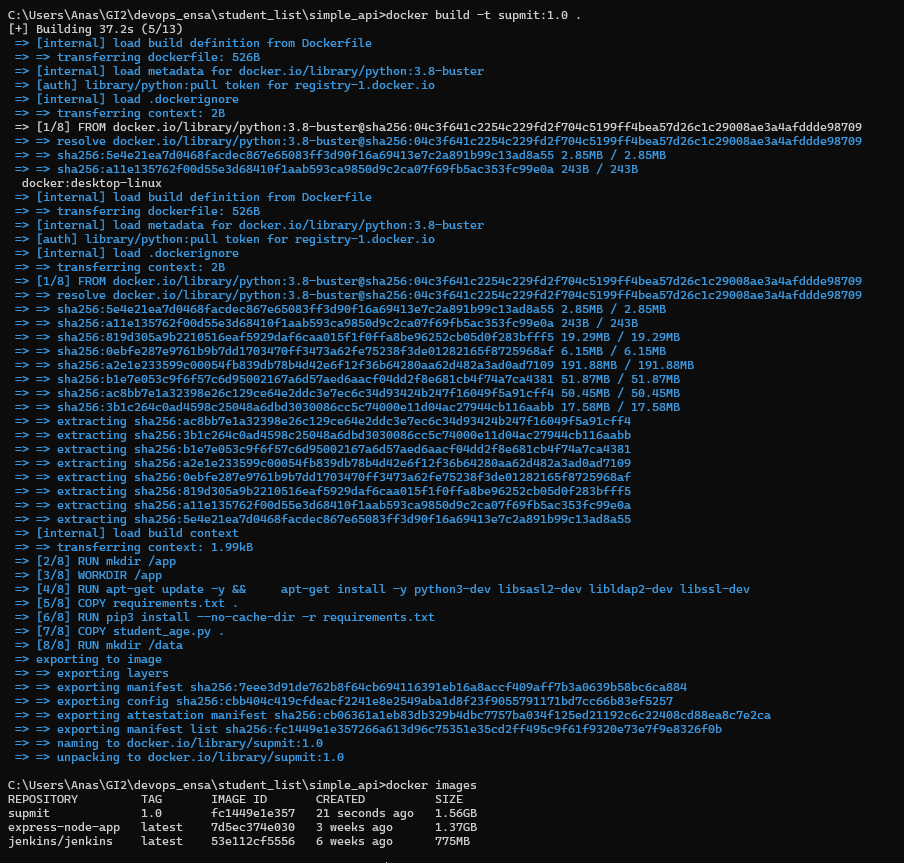 C:\Users\Anas\GI2\devops_ensa\student_list\simple_api>docker build -t supmit:1.0 .
[+] Building 37.2s (5/13)
=> [internal] load build definition from Dockerfile
=> => transferring dockerfile: 526B
=> [internal] load metadata for docker.io/library/python:3.8-buster
=> [auth] library/python:pull token for registry-1.docker.io
=> [internal] load .dockerignore
=> => transferring context: 2B
=> [1/8] FROM docker.io/library/python:3.8-buster@sha256:04c3f641c2254c229fd2f704c5199ff4bea57d26c1c29008ae3a4afddde98709
=> => resolve docker.io/library/python:3.8-buster@sha256:04c3f641c2254c229fd2f704c5199ff4bea57d26c1c29008ae3a4afddde98709
=> => sha256:5e4e21ea7d0468facdec867e65083ff3d90f16a69413e7c2a891b99c13ad8a55 2.85MB / 2.85MB
=> => sha256:a11e135762f00d55e3d68410f1aab593ca9850d9c2ca07f69fb5ac353fc99e0a 243B / 243B
docker:desktop-linux
=> [internal] load build definition from Dockerfile
=> => transferring dockerfile: 526B
=> [internal] load metadata for docker.io/library/python:3.8-buster
=> [auth] library/python:pull token for registry-1.docker.io
=> [internal] load .dockerignore
=> => transferring context: 2B
=> [1/8] FROM docker.io/library/python:3.8-buster@sha256:04c3f641c2254c229fd2f704c5199ff4bea57d26c1c29008ae3a4afddde98709
=> => resolve docker.io/library/python:3.8-buster@sha256:04c3f641c2254c229fd2f704c5199ff4bea57d26c1c29008ae3a4afddde98709
=> => sha256:5e4e21ea7d0468facdec867e65083ff3d90f16a69413e7c2a891b99c13ad8a55 2.85MB / 2.85MB
=> => sha256:a11e135762f00d55e3d68410f1aab593ca9850d9c2ca07f69fb5ac353fc99e0a 243B / 243B
=> => sha256:819d305a9b2210516eaf5929daf6caa015f1f0ffa8be96252cb05d0f283bfff5 19.29MB / 19.29MB
=> => sha256:0ebfe287e9761b9b7dd1703470ff3473a62fe75238f3de01282165f8725968af 6.15MB / 6.15MB
=> => sha256:a2e1e233599c00054fb839db78b4d42e6f12f36b64280aa62d482a3ad0ad7109 191.88MB / 191.88MB
=> => sha256:b1e7e053c9f6f57c6d95002167a6d57aed6aacf04dd2f8e681cb4f74a7ca4381 51.87MB / 51.87MB
=> => sha256:ac8bb7e1a32398e26c129ce64e2ddc3e7ec6c34d93424b247f16049f5a91cff4 50.45MB / 50.45MB
=> => sha256:3b1c264c0ad4598c25048a6dbd3030086cc5c74000e11d04ac27944cb116aabb 17.58MB / 17.58MB
=> => extracting sha256:ac8bb7e1a32398e26c129ce64e2ddc3e7ec6c34d93424b247f16049f5a91cff4
=> => extracting sha256:3b1c264c0ad4598c25048a6dbd3030086cc5c74000e11d04ac27944cb116aabb
=> => extracting sha256:b1e7e053c9f6f57c6d95002167a6d57aed6aacf04dd2f8e681cb4f74a7ca4381
=> => extracting sha256:a2e1e233599c00054fb839db78b4d42e6f12f36b64280aa62d482a3ad0ad7109
=> => extracting sha256:0ebfe287e9761b9b7dd1703470ff3473a62fe75238f3de01282165f8725968af
=> => extracting sha256:819d305a9b2210516eaf5929daf6caa015f1f0ffa8be96252cb05d0f283bfff5
=> => extracting sha256:a11e135762f00d55e3d68410f1aab593ca9850d9c2ca07f69fb5ac353fc99e0a
=> => extracting sha256:5e4e21ea7d0468facdec867e65083ff3d90f16a69413e7c2a891b99c13ad8a55
=> [internal] load build context
=> => transferring context: 1.99kB
=> [2/8] RUN mkdir /app
=> [3/8] WORKDIR /app
=> [4/8] RUN apt-get update -y &&     apt-get install -y python3-dev libsasl2-dev libldap2-dev libssl-dev
=> [5/8] COPY requirements.txt .
=> [6/8] RUN pip3 install --no-cache-dir -r requirements.txt
=> [7/8] COPY student_age.py .
=> [8/8] RUN mkdir /data
=> exporting to image
=> => exporting layers
=> => exporting manifest sha256:7eee3d91de762b8f64cb694116391eb16a8accf409aff7b3a0639b58bc6ca884
=> => exporting config sha256:cbb404c419cfdeacf2241e8e2549aba1d8f23f9055791171bd7cc66b83ef5257
=> => exporting attestation manifest sha256:cb06361a1eb83db329b4dbc7757ba034f125ed21192c6c22408cd88ea8c7e2ca
=> => exporting manifest list sha256:fc1449e1e357266a613d96c75351e35cd2ff495c9f61f9320e73e7f9e8326f0b
=> => naming to docker.io/library/supmit:1.0
=> => unpacking to docker.io/library/supmit:1.0
C:\Users\Anas\GI2\devops_ensa\student_list\simple_api>docker images
REPOSITORY         TAG       IMAGE ID       CREATED          SIZE
supmit             1.0       fc1449e1e357   21 seconds ago   1.56GB
express-node-app   latest    7d5ec374e030   3 weeks ago      1.37GB
jenkins/jenkins    latest    53e112cf5556   6 weeks ago      775MB